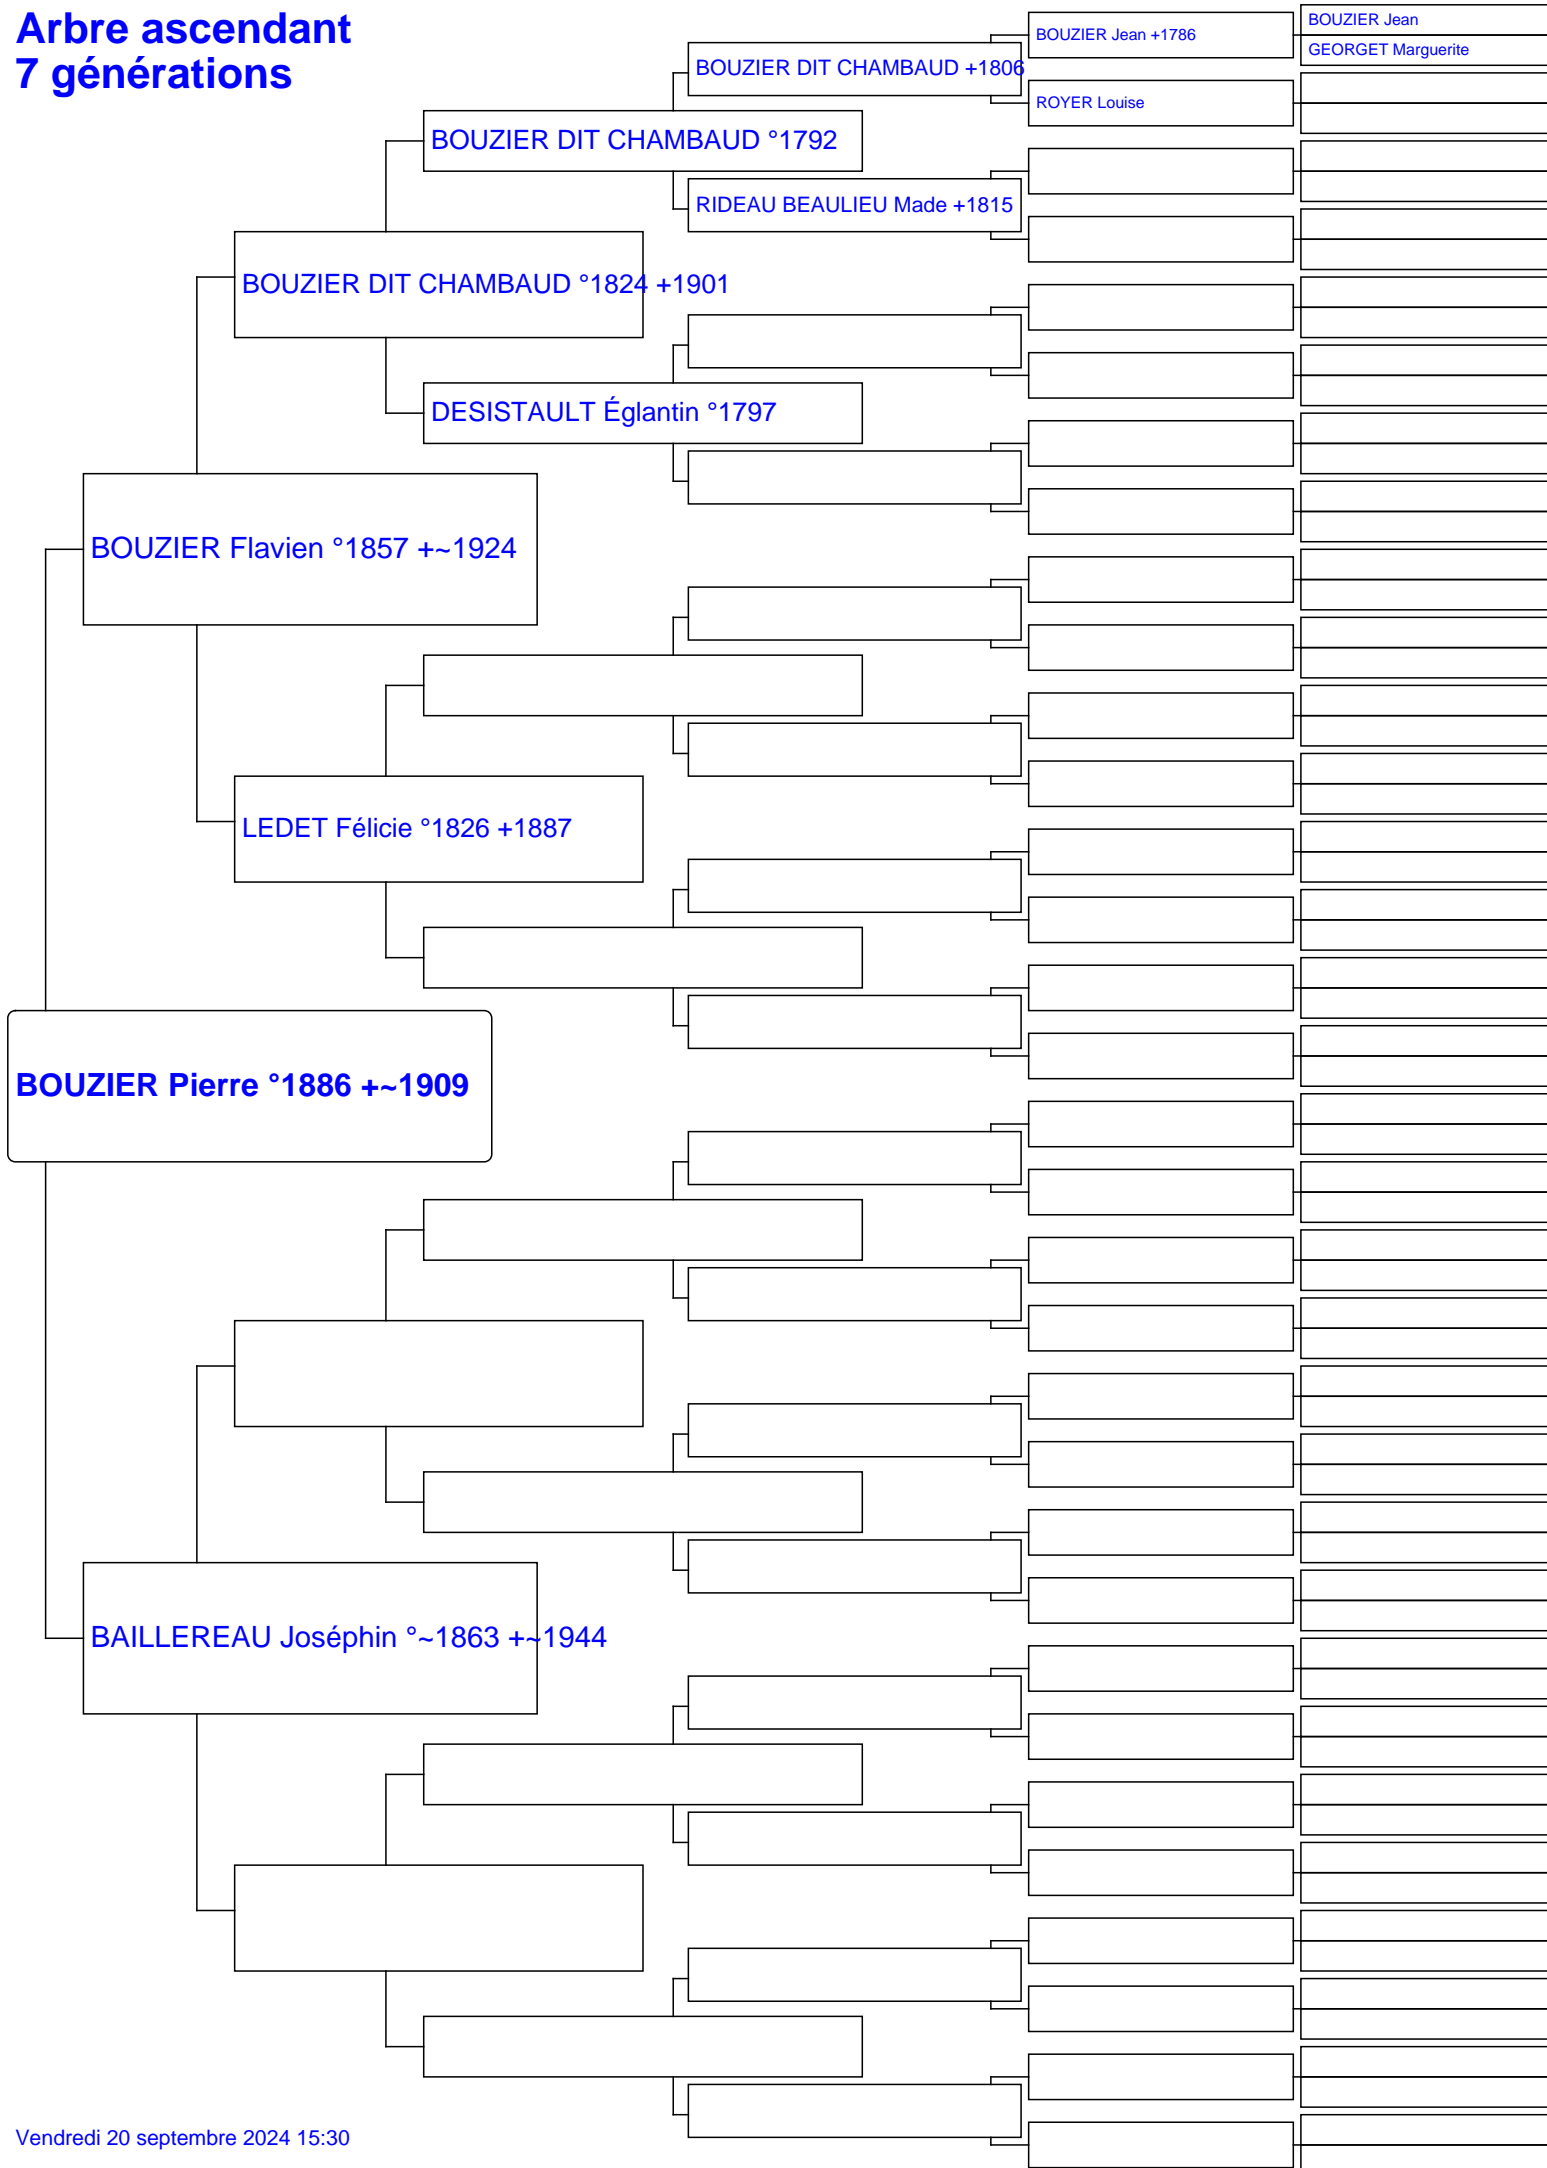 Arbre ascendant
7 générations
BOUZIER Jean
GEORGET Marguerite
BOUZIER Jean +1786
BOUZIER DIT CHAMBAUD +1806
ROYER Louise
BOUZIER DIT CHAMBAUD °1792
RIDEAU BEAULIEU Made +1815
BOUZIER DIT CHAMBAUD °1824 +1901
DESISTAULT Églantin °1797
BOUZIER Flavien °1857 +~1924
LEDET Félicie °1826 +1887
BOUZIER Pierre °1886 +~1909
BAILLEREAU Joséphin °~1863 +~1944
Vendredi 20 septembre 2024 15:30